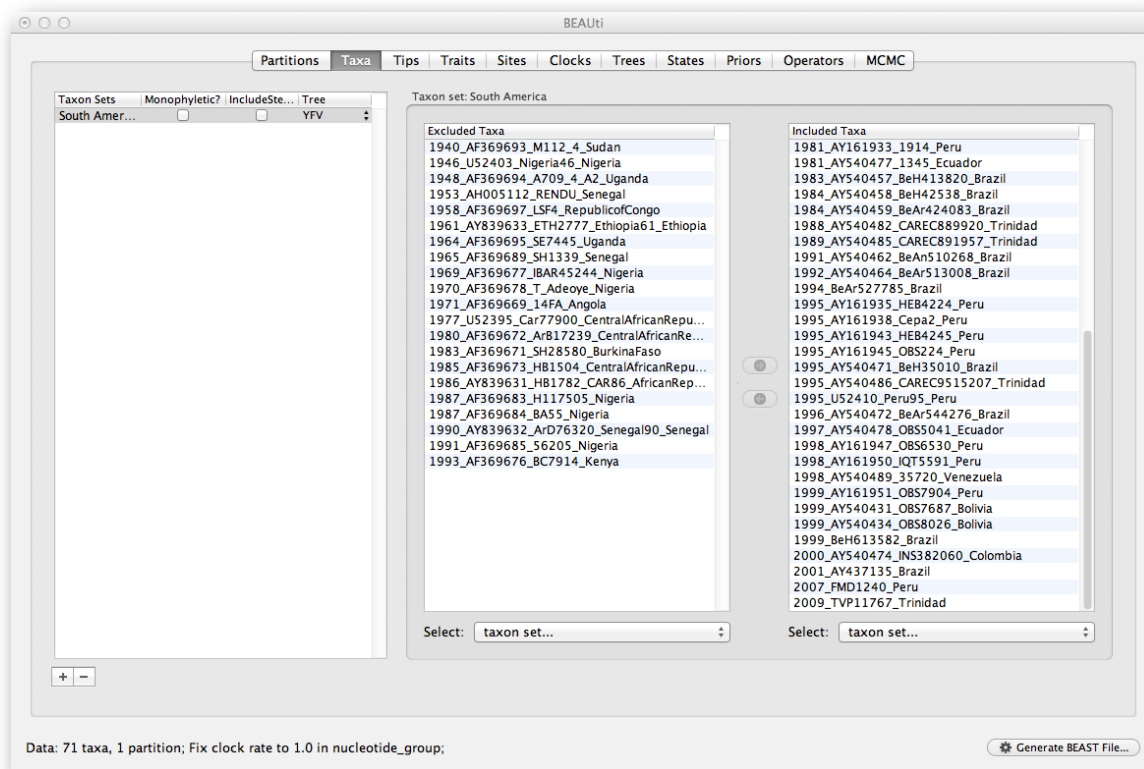 BEAUti
Partitions Taxa Tips Traits Sites Clocks Trees States Priors Operators MCMC
Taxon Sets Monophyletic? IncludeSte... Tree
South Amer... YFV
Taxon set: South America
Excluded Taxa
1940_AF369693_M112_4_Sudan
1946_U52403_Nigeria46_Nigeria
1948_AF369694_A709_4_A2_Uganda
1953_AH005112_RENDU_Senegal
1958_AF369697_LSF4_RepublicofCongo
1961_AY839633_ETH2777_Ethiopia61_Ethiopia
1964_AF369695_SE7445_Uganda
1965_AF369689_SH1339_Senegal
1969_AF369677_IBAR45244_Nigeria
1970_AF369678_T_Adeoye_Nigeria
1971_AF369669_14FA_Angola
1977_U52395_Car77900_CentralAfricanRepu...
1980_AF369672_ArB17239_CentralAfricanRe...
1983_AF369671_SH28580_BurkinaFaso
1985_AF369673_HB1504_CentralAfricanRepu...
1986_AY839631_HB1782_CAR86_AfricanRep...
1987_AF369683_H117505_Nigeria
1987_AF369684_BA55_Nigeria
1990_AY839632_ArD76320_Senegal90_Senegal
1991_AF369685_56205_Nigeria
1993_AF369676_BC7914_Kenya
Select: taxon set...
Included Taxa
1981_AY161933_1914_Peru
1981_AY540477_1345_Ecuador
1983_AY540457_BeH413820_Brazil
1984_AY540458_BeH42538_Brazil
1984_AY540459_BeAr424083_Brazil
1988_AY540482_CAREC889920_Trinidad
1989_AY540485_CAREC891957_Trinidad
1991_AY540462_BeAn510268_Brazil
1992_AY540464_BeAr513008_Brazil
1994_BeAr527785_Brazil
1995_AY161935_HEB4224_Peru
1995_AY161938_Cepa2_Peru
1995_AY161943_HEB4245_Peru
1995_AY161945_OBS224_Peru
1995_AY540471_BeH35010_Brazil
1995_AY540486_CAREC9515207_Trinidad
1995_U52410_Peru95_Peru
1996_AY540472_BeAr544276_Brazil
1997_AY540478_OBS5041_Ecuador
1998_AY161947_OBS6530_Peru
1998_AY161950_IQT5591_Peru
1998_AY540489_35720_Venezuela
1999_AY161951_OBS7904_Peru
1999_AY540431_OBS7687_Bolivia
1999_AY540434_OBS8026_Bolivia
1999_BeH613582_Brazil
2000_AY540474_INS382060_Colombia
2001_AY437135_Brazil
2007_FMD1240_Peru
2009_TVP11767_Trinidad
Select: taxon set...
+ −
Data: 71 taxa, 1 partition; Fix clock rate to 1.0 in nucleotide_group;
Generate BEAST File...